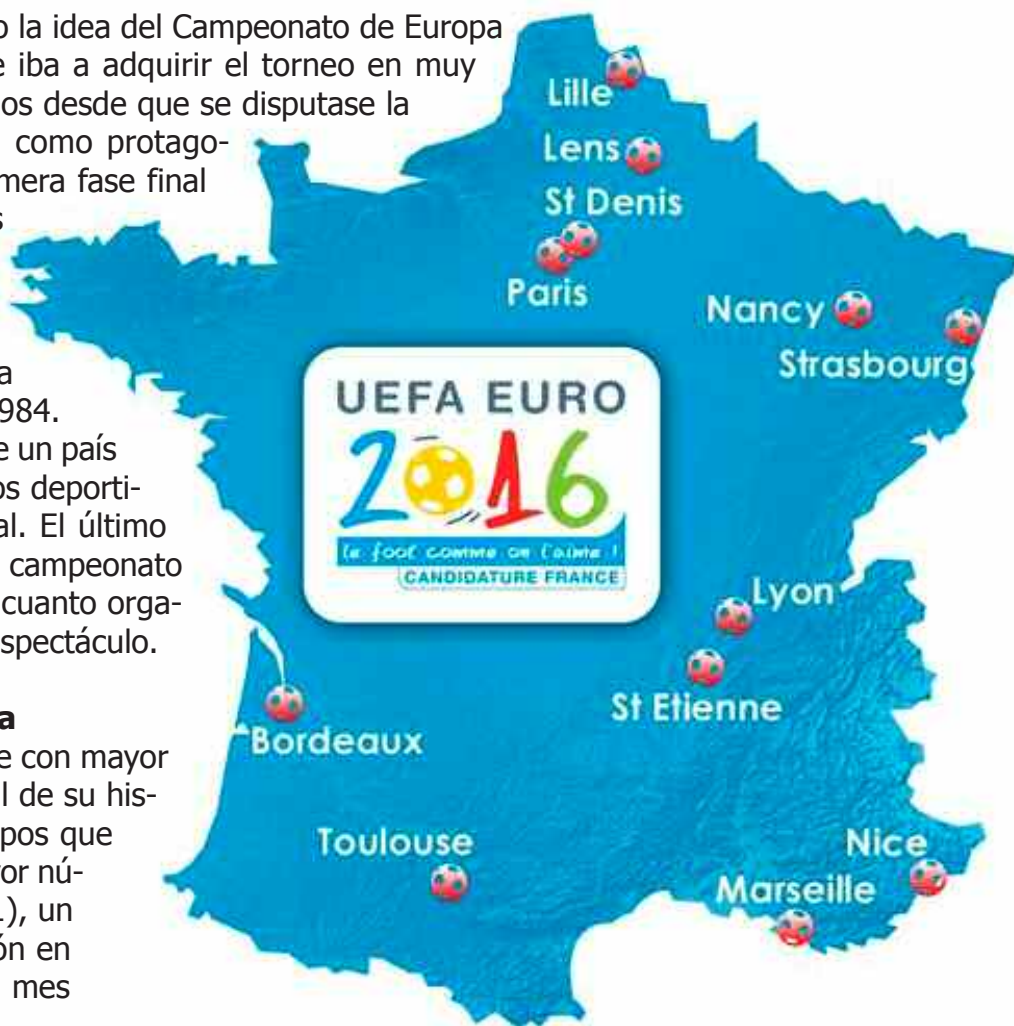 o la idea del Campeonato de Europa
e iba a adquirir el torneo en muy
os desde que se disputase la
como protago-
mera fase final
s
a
984.
e un país
os deporti-
al. El último
campeonato
cuanto orga-
spectáculo.
a
e con mayor
l de su his-
pos que
or nú-
), un
ón en
mes
Lille
Lens
St Denis
Paris
Nancy
Strasbourg
UEFA EURO
2016
le foot comme on l'aime !
CANDIDATURE FRANCE
Lyon
St Etienne
Bordeaux
Toulouse
Nice
Marseille